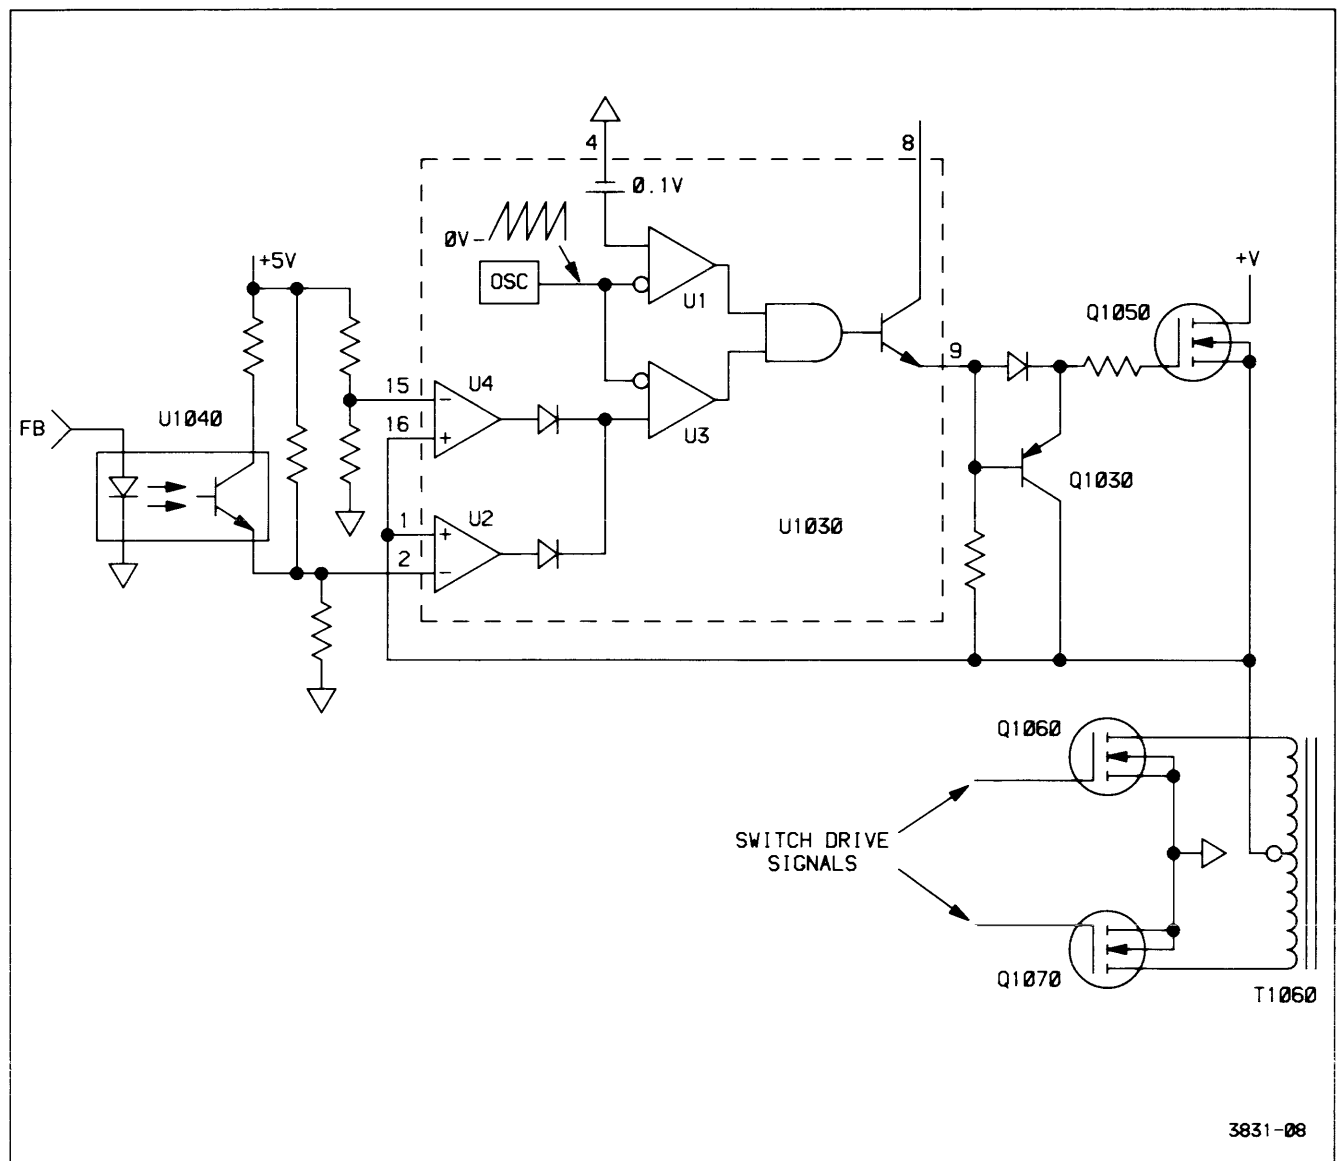 4
8
0.1V
0V-
+5V
OSC
U1
+V
Q1050
9
15
U4
16
U1040
FB
U3
Q1030
1
U2
2
U1030
Q1060
SWITCH DRIVE
SIGNALS
Q1070
T1060
3831-08